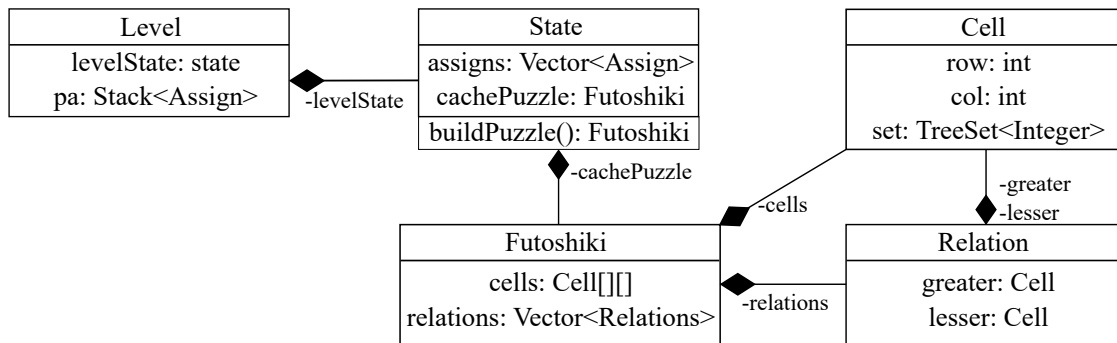 Level
levelState: state
pa: Stack<Assign>
-levelState
State
assigns: Vector<Assign>
cachePuzzle: Futoshiki
buildPuzzle(): Futoshiki
-cachePuzzle
Cell
row: int
col: int
set: TreeSet<Integer>
-greater
-lesser
-cells
Futoshiki
cells: Cell[][]
relations: Vector<Relations>
-relations
Relation
greater: Cell
lesser: Cell